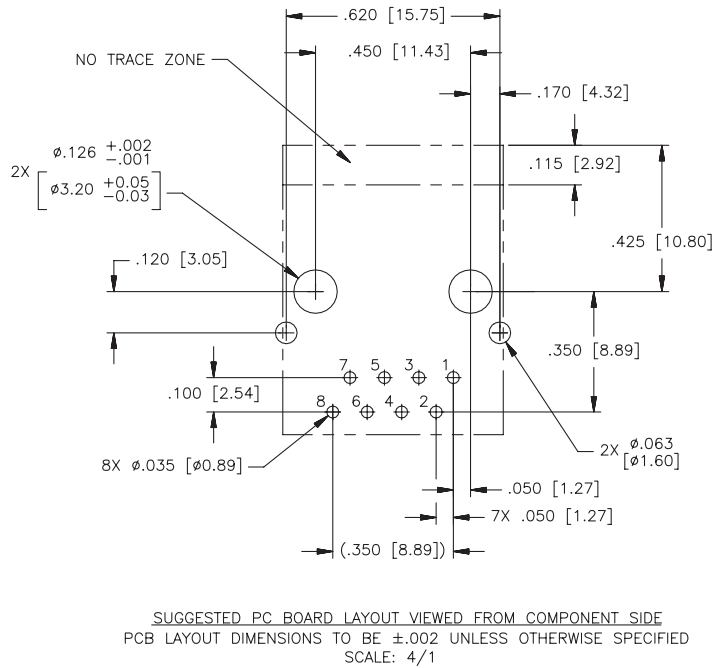 .620 [15.75]
.450 [11.43]
NO TRACE ZONE
.170 [4.32]
ø.126 +.002
-.001
2X
ø3.20 +0.05
-0.03
.115 [2.92]
.425 [10.80]
.120 [3.05]
.350 [8.89]
7 5 3 1
.100 [2.54]
8 6 4 2
8X ø.035 [ø0.89]
2X ø.063
[ø1.60]
.050 [1.27]
7X .050 [1.27]
(.350 [8.89])
SUGGESTED PC BOARD LAYOUT VIEWED FROM COMPONENT SIDE
PCB LAYOUT DIMENSIONS TO BE ±.002 UNLESS OTHERWISE SPECIFIED
SCALE: 4/1